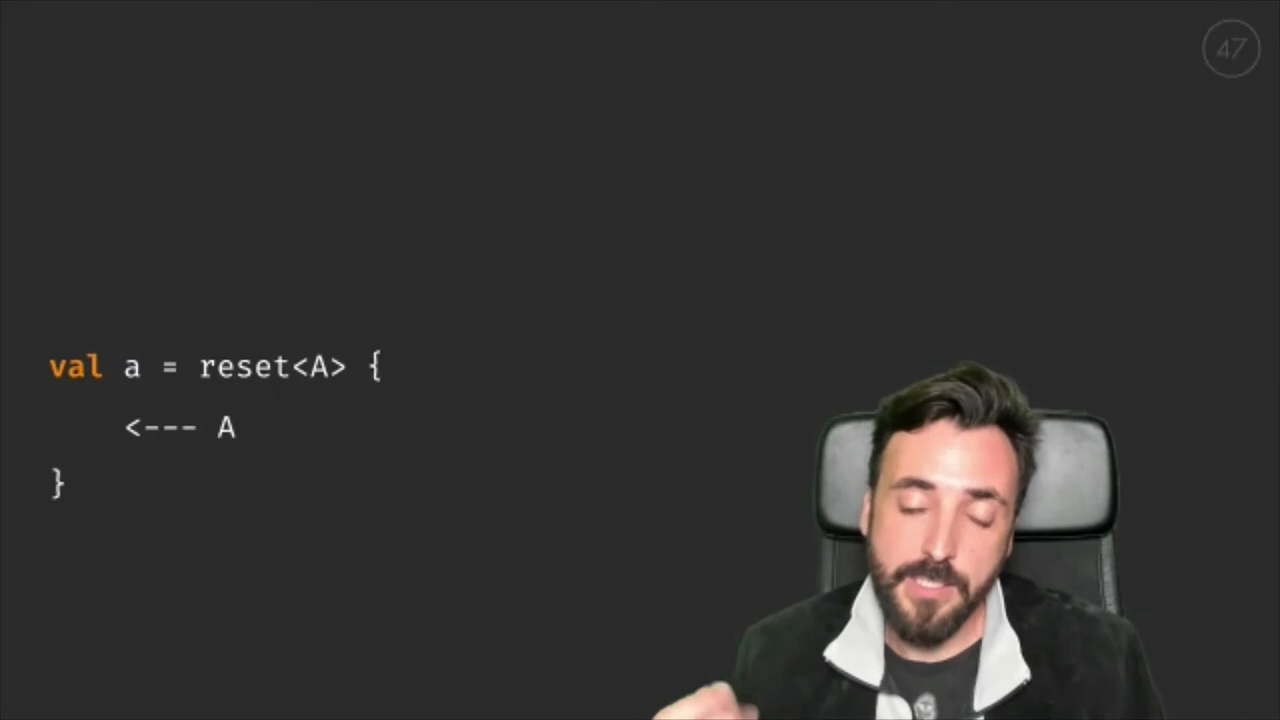 47
val a = reset<A> {
<--- A
}